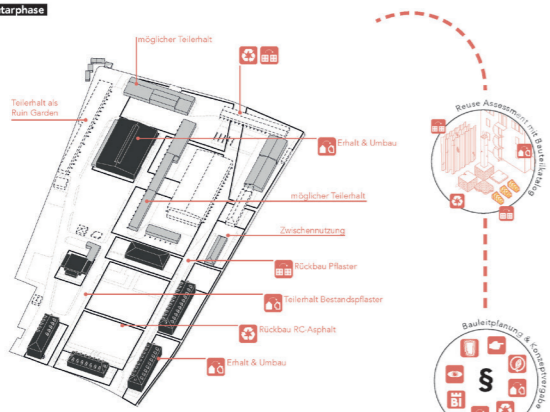 tarphase
möglicher Teilerhalt
Teilerhalt als
Ruin Garden
Erhalt & Umbau
möglicher Teilerhalt
Zwischennutzung
Rückbau Pflaster
Teilerhalt Bestandspflaster
Rückbau RC-Asphalt
Erhalt & Umbau
Reuse Assessment mit Bauteilkatalog
Bauleitplanung & Konzeptvergabe
§
BI